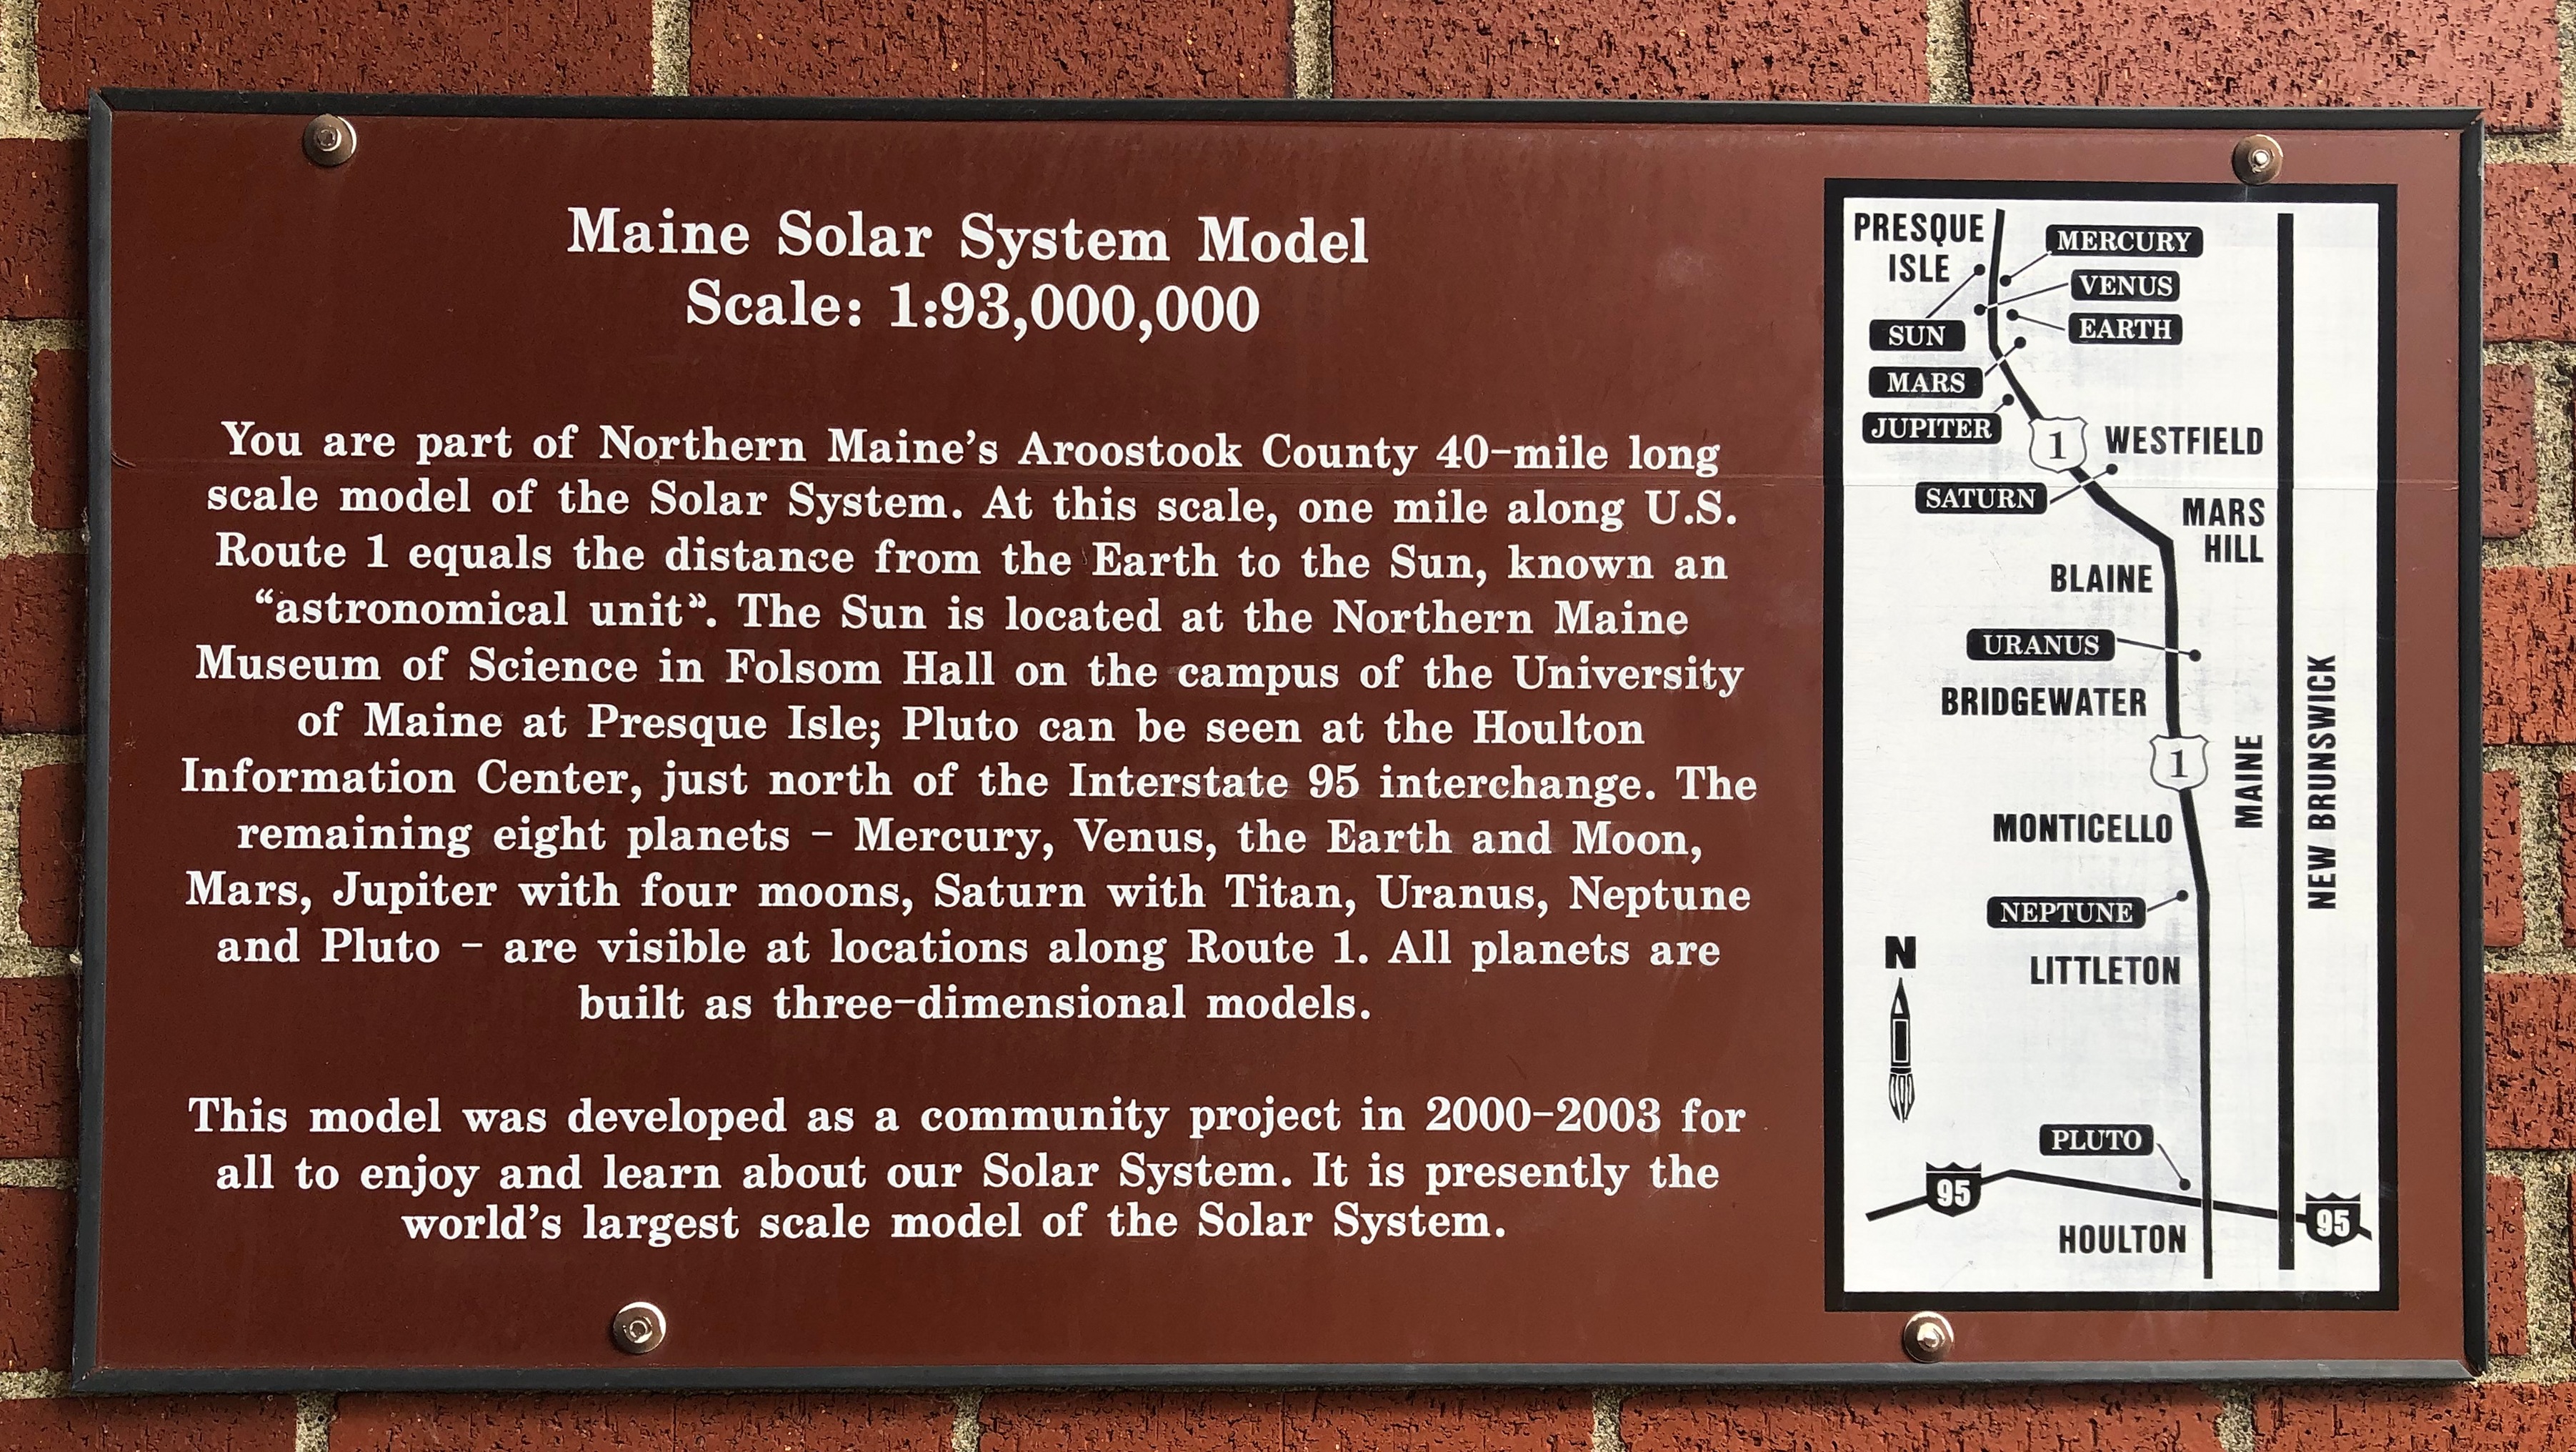 Maine Solar System Model
Scale: 1:93,000,000
You are part of Northern Maine's Aroostook County 40-mile long
scale model of the Solar System. At this scale, one mile along U.S.
Route 1 equals the distance from the Earth to the Sun, known an
“astronomical unit”. The Sun is located at the Northern Maine
Museum of Science in Folsom Hall on the campus of the University
of Maine at Presque Isle; Pluto can be seen at the Houlton
Information Center, just north of the Interstate 95 interchange. The
remaining eight planets – Mercury, Venus, the Earth and Moon,
Mars, Jupiter with four moons, Saturn with Titan, Uranus, Neptune
and Pluto – are visible at locations along Route 1. All planets are
built as three-dimensional models.
This model was developed as a community project in 2000-2003 for
all to enjoy and learn about our Solar System. It is presently the
world's largest scale model of the Solar System.
PRESQUE
ISLE
MERCURY
VENUS
SUN
EARTH
MARS
JUPITER
1
WESTFIELD
SATURN
MARS
HILL
BLAINE
URANUS
BRIDGEWATER
1
MAINE
NEW BRUNSWICK
MONTICELLO
NEPTUNE
N
LITTLETON
PLUTO
95
95
HOULTON